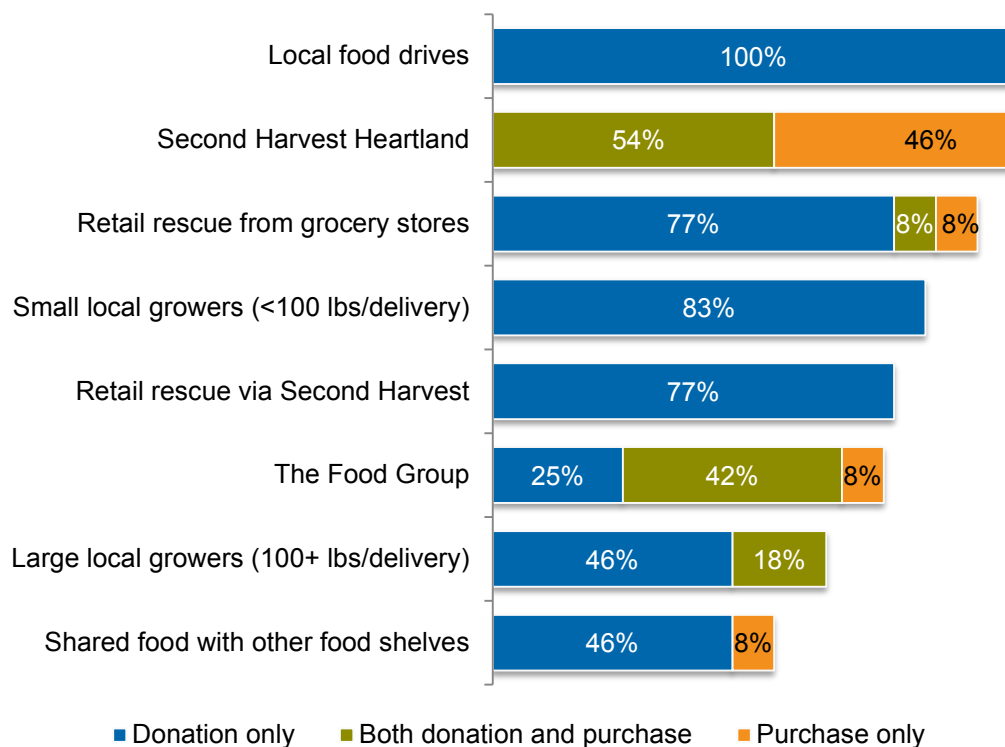 Local food drives 100%
Second Harvest Heartland 54% 46%
Retail rescue from grocery stores 77% 8% 8%
Small local growers (<100 lbs/delivery) 83%
Retail rescue via Second Harvest 77%
The Food Group 25% 42% 8%
Large local growers (100+ lbs/delivery) 46% 18%
Shared food with other food shelves 46% 8%
Donation only Both donation and purchase Purchase only